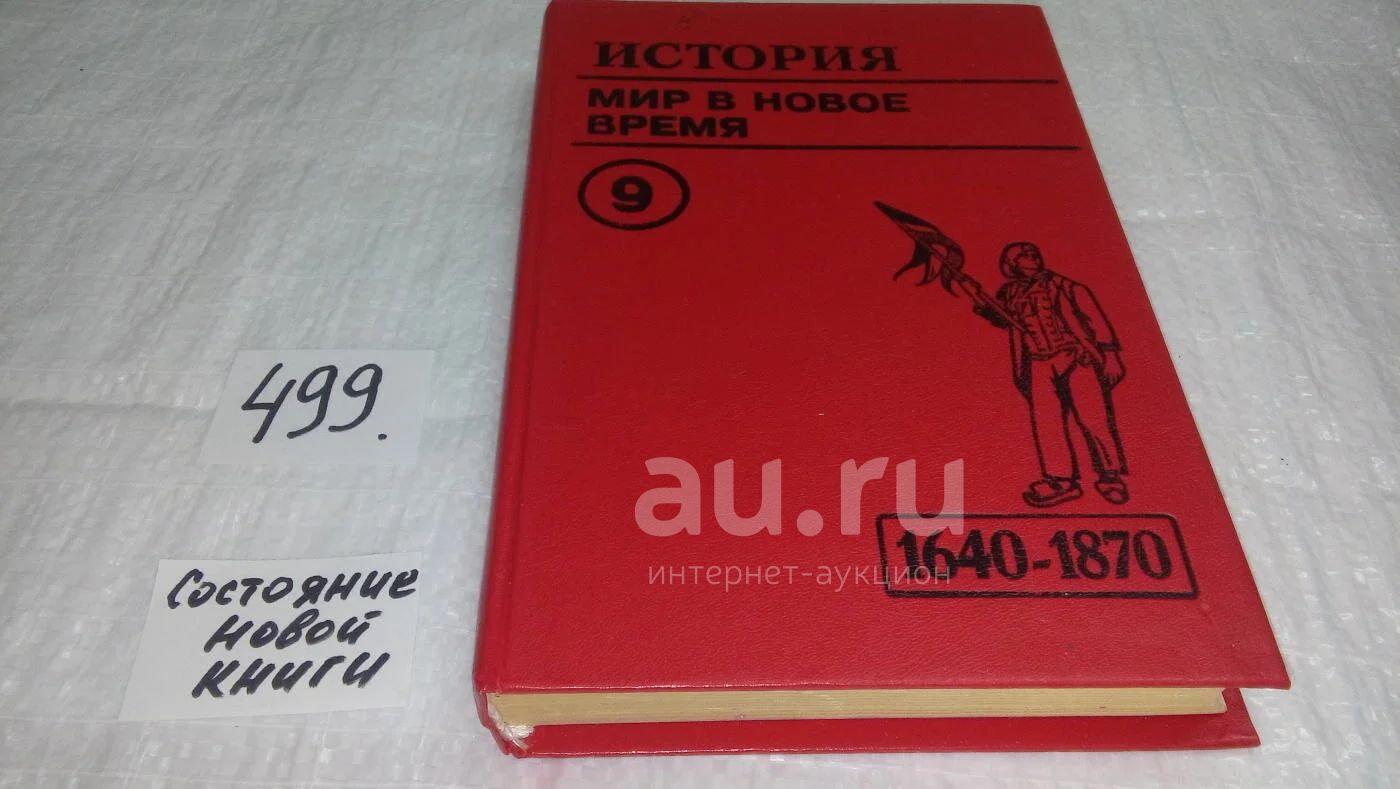 ИСТОРИЯ
МИР В НОВОЕ
ВРЕМЯ
9
499.
au.ru
интернет-аукцион
1640-1870
Состояние
новой
книги